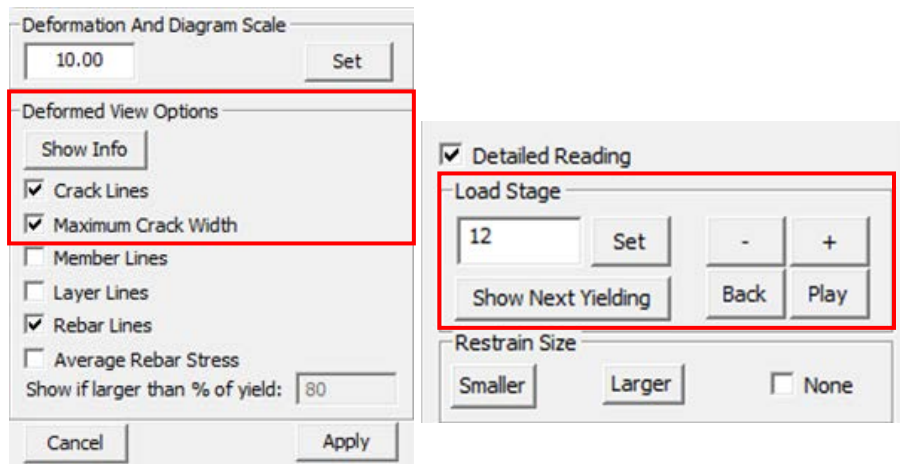 Deformation And Diagram Scale
10.00 Set
Deformed View Options
Show Info
Crack Lines
Maximum Crack Width
Member Lines
Layer Lines
Rebar Lines
Average Rebar Stress
Show if larger than % of yield: 80
Cancel Apply
Detailed Reading
Load Stage
12 Set - +
Show Next Yielding Back Play
Restrain Size
Smaller Larger None